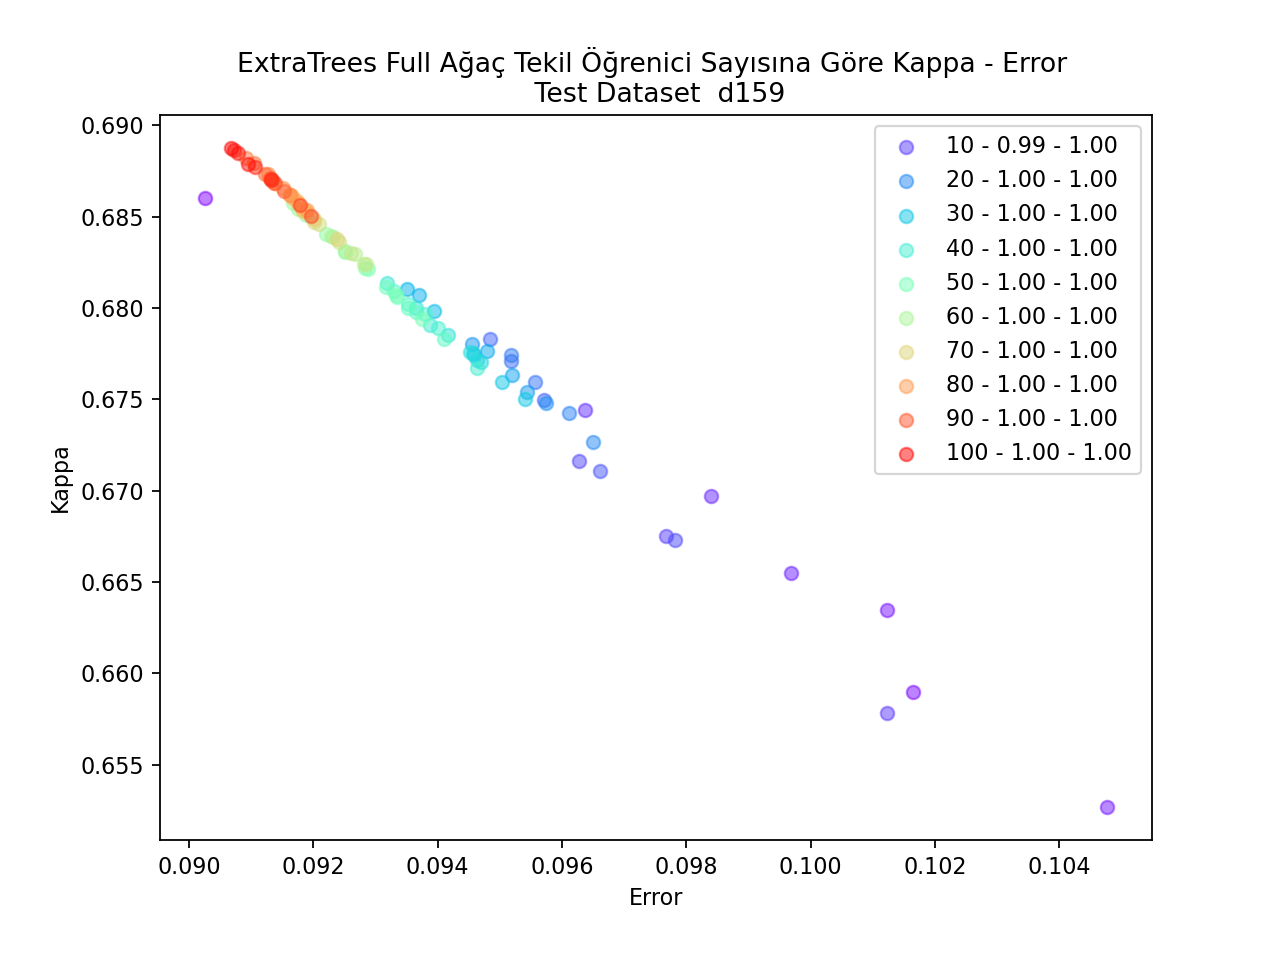 ExtraTrees Full Ağaç Tekil Öğrenici Sayısına Göre Kappa - Error
Test Dataset  d159
0.690
0.685
0.680
0.675
0.670
0.665
0.660
0.655
Kappa
10 - 0.99 - 1.00
20 - 1.00 - 1.00
30 - 1.00 - 1.00
40 - 1.00 - 1.00
50 - 1.00 - 1.00
60 - 1.00 - 1.00
70 - 1.00 - 1.00
80 - 1.00 - 1.00
90 - 1.00 - 1.00
100 - 1.00 - 1.00
0.090 0.092 0.094 0.096 0.098 0.100 0.102 0.104
Error